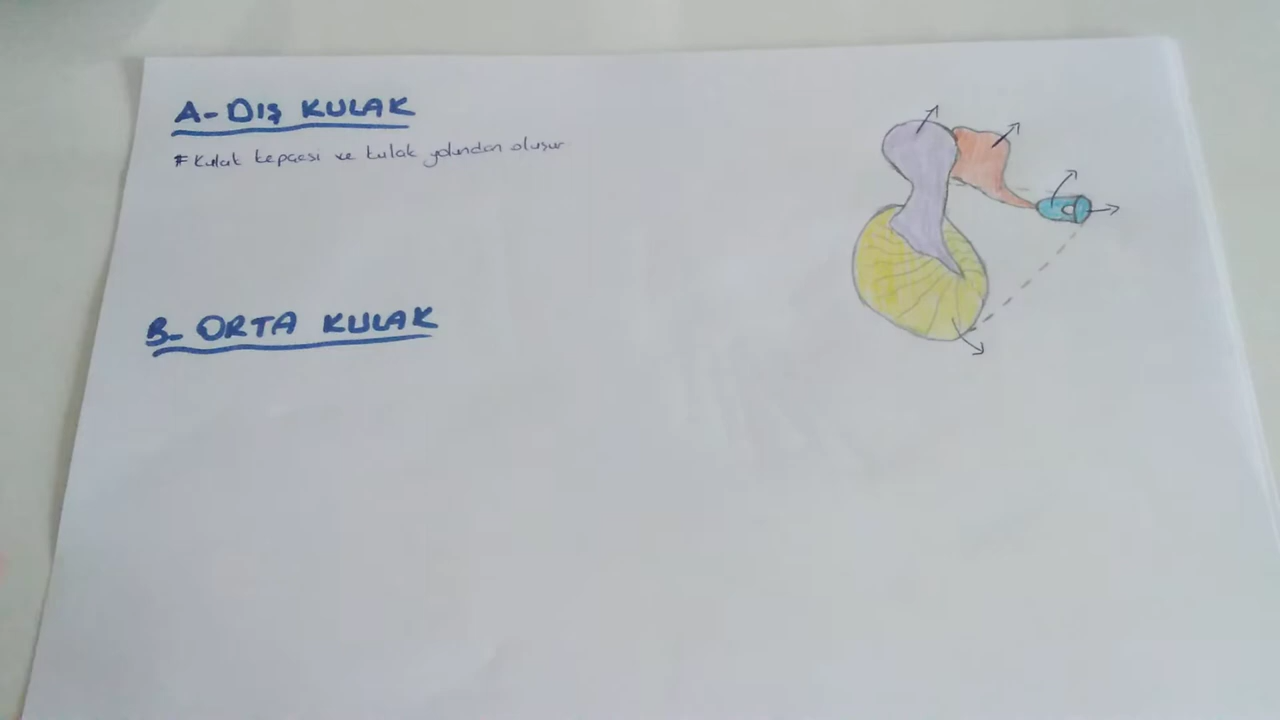 A- DIŞ KULAK
* Kulak kepçesi ve kulak yolundan oluşur
B- ORTA KULAK